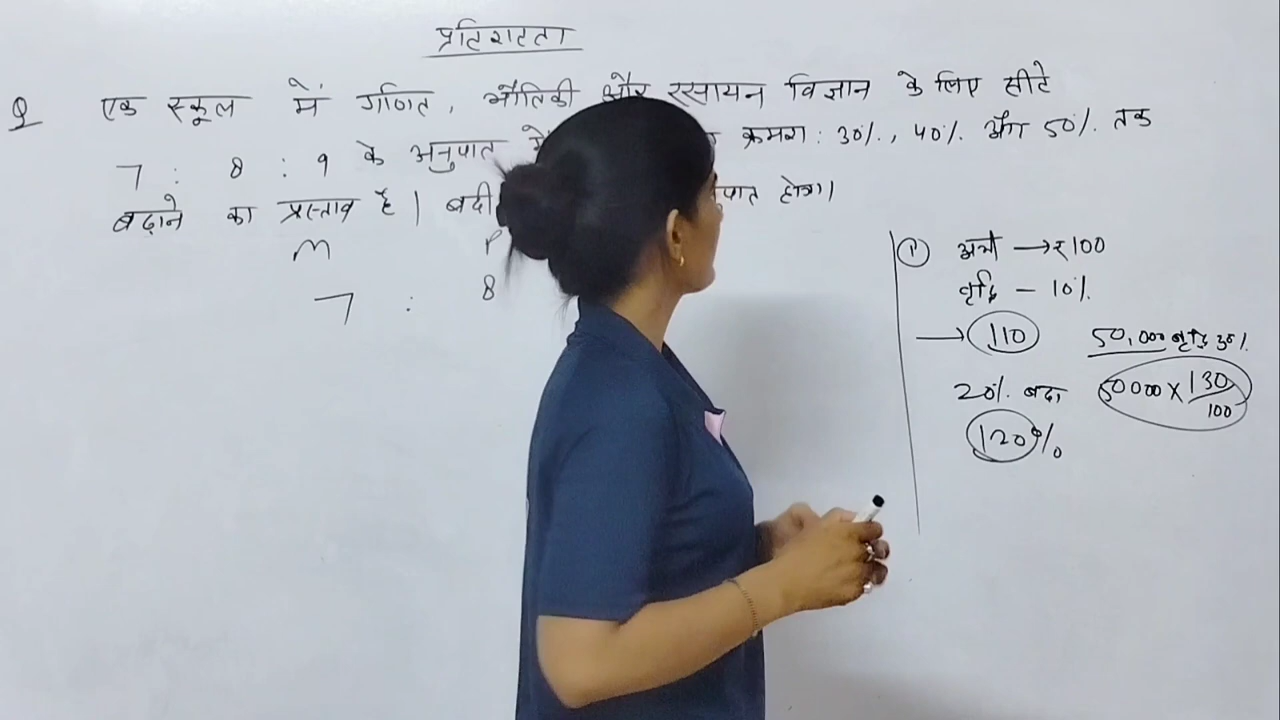 प्रतिशतता
Q एक स्कूल में गणित, भौतिकी और रसायन विज्ञान के लिए सीटे
7 : 8 : 9 के अनुपात में क्रमश: 30%, 40% और 50% तक
बढ़ाने का प्रस्ताव है। बढी होगा।
M P
7 : 8
① → ₹100
वृद्धि - 10%
→ 110
50,000 वृद्धि 30%
20% बढा
50000 × 130/100
120%